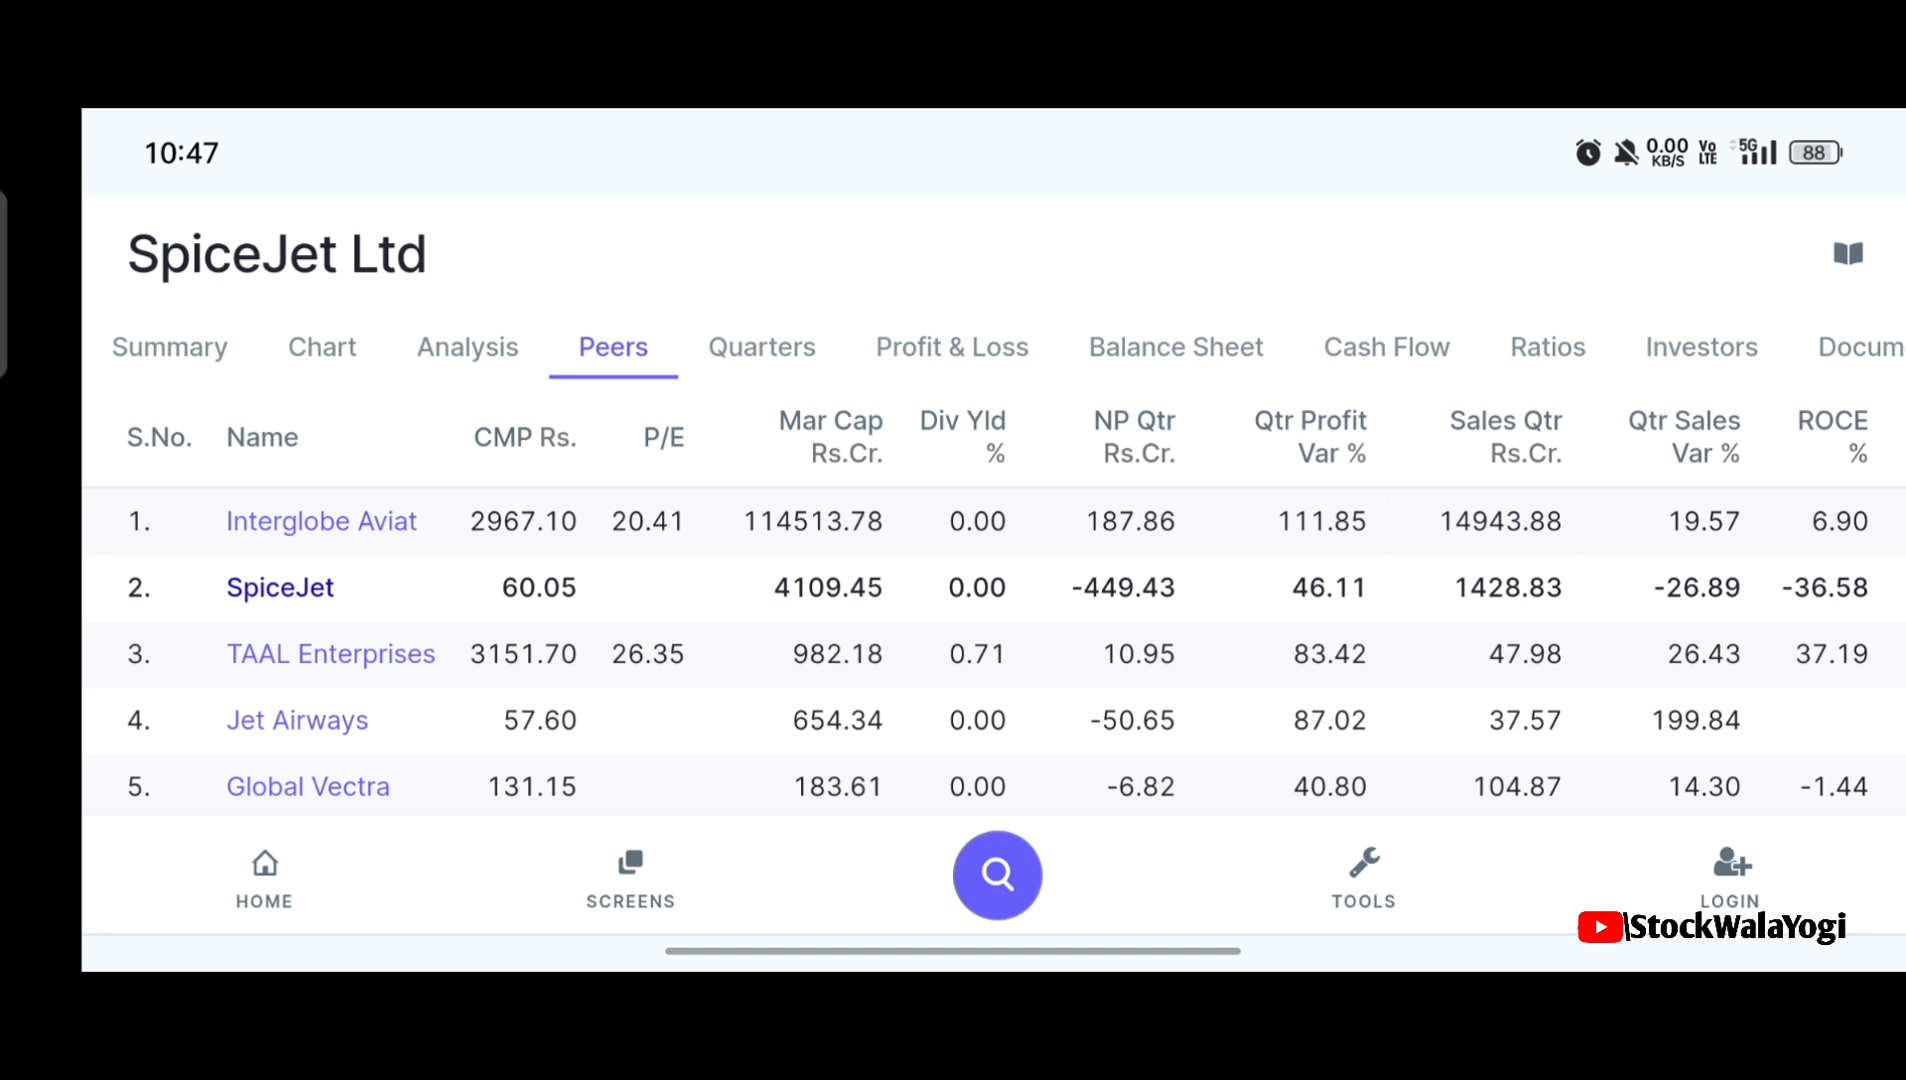 10:47
0.00 KB/S Vo LTE 5G 88
SpiceJet Ltd
Summary Chart Analysis Peers Quarters Profit & Loss Balance Sheet Cash Flow Ratios Investors Docum
S.No. Name CMP Rs. P/E Mar Cap Rs.Cr. Div Yld % NP Qtr Rs.Cr. Qtr Profit Var % Sales Qtr Rs.Cr. Qtr Sales Var % ROCE %
1. Interglobe Aviat 2967.10 20.41 114513.78 0.00 187.86 111.85 14943.88 19.57 6.90
2. SpiceJet 60.05 4109.45 0.00 -449.43 46.11 1428.83 -26.89 -36.58
3. TAAL Enterprises 3151.70 26.35 982.18 0.71 10.95 83.42 47.98 26.43 37.19
4. Jet Airways 57.60 654.34 0.00 -50.65 87.02 37.57 199.84
5. Global Vectra 131.15 183.61 0.00 -6.82 40.80 104.87 14.30 -1.44
HOME SCREENS TOOLS LOGIN
\StockWalaYogi